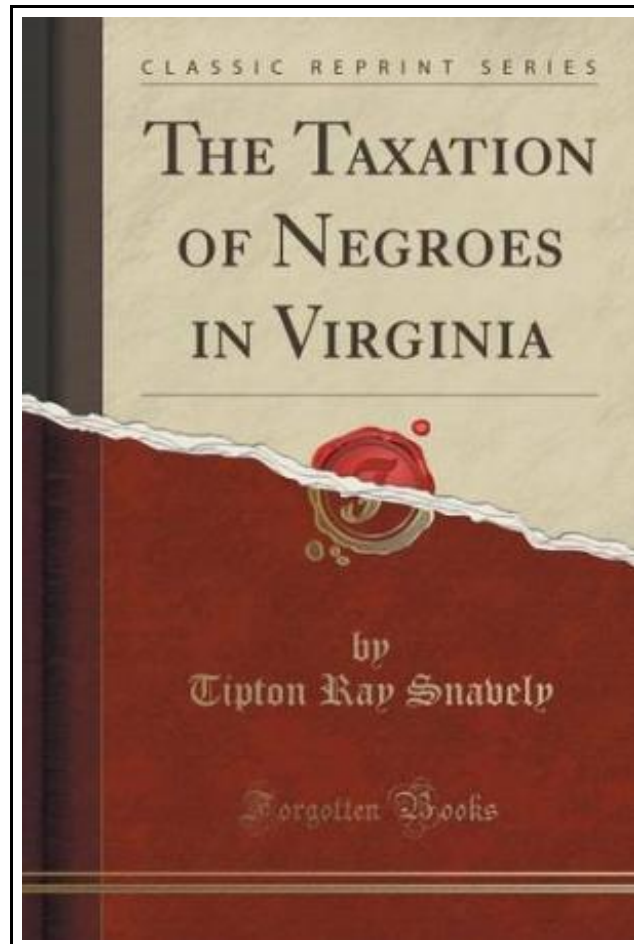 CLASSIC REPRINT SERIES
THE TAXATION
OF NEGROES
IN VIRGINIA
F
by
Tipton Ray Snavely
Forgotten Books